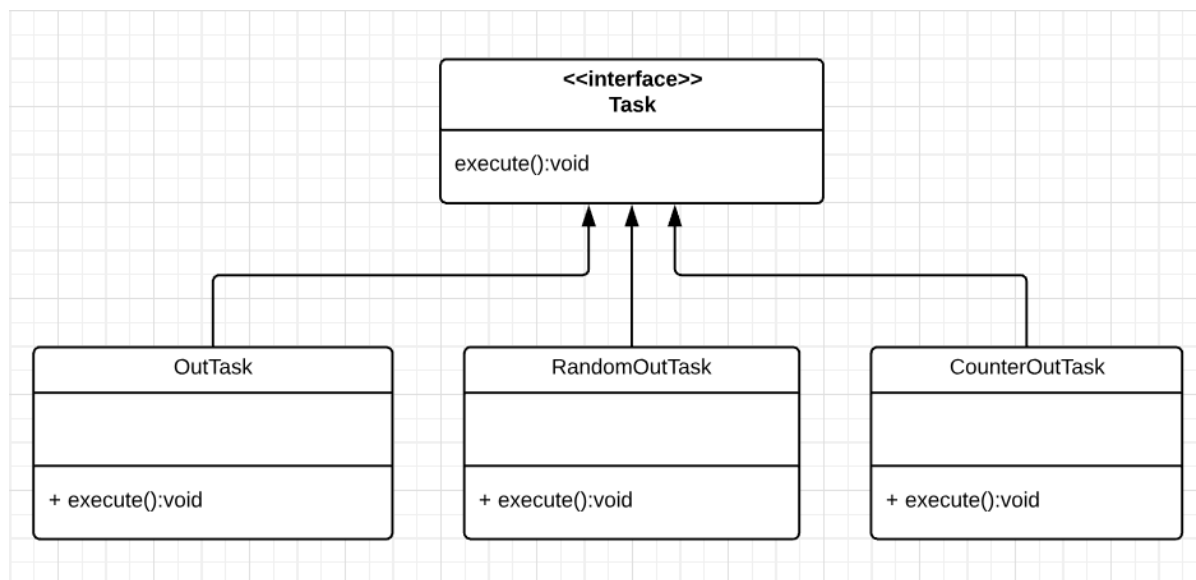 <<interface>>
Task
execute():void
OutTask
RandomOutTask
CounterOutTask
+ execute():void
+ execute():void
+ execute():void